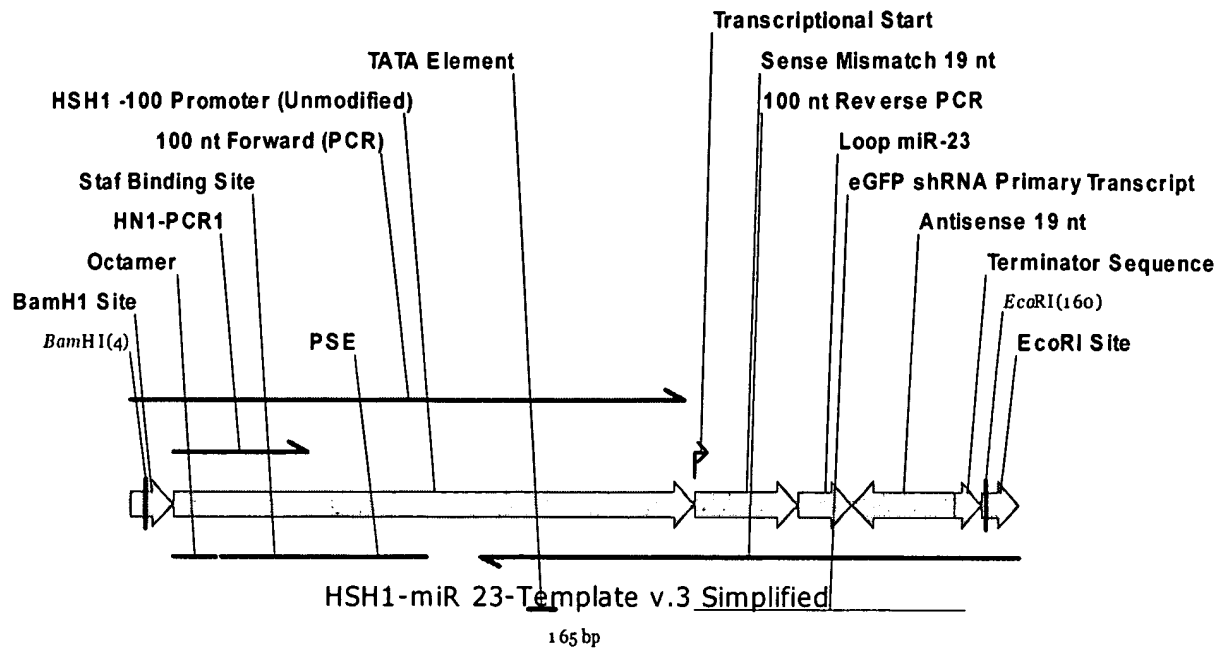 Transcriptional Start
TATA Element
Sense Mismatch 19 nt
HSH1 -100 Promoter (Unmodified)
100 nt Reverse PCR
100 nt Forward (PCR)
Loop miR-23
Staf Binding Site
eGFP shRNA Primary Transcript
HN1-PCR1
Antisense 19 nt
Octamer
Terminator Sequence
BamH1 Site
EcoRI(160)
BamHI(4)
PSE
EcoRI Site
HSH1-miR 23-Template v.3 Simplified
165 bp